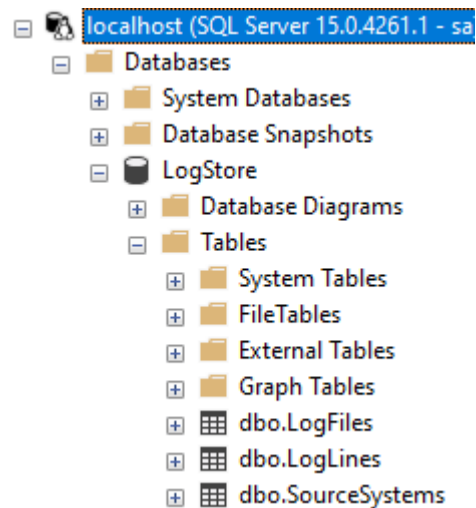 localhost (SQL Server 15.0.4261.1 - sa)
Databases
System Databases
Database Snapshots
LogStore
Database Diagrams
Tables
System Tables
FileTables
External Tables
Graph Tables
dbo.LogFiles
dbo.LogLines
dbo.SourceSystems